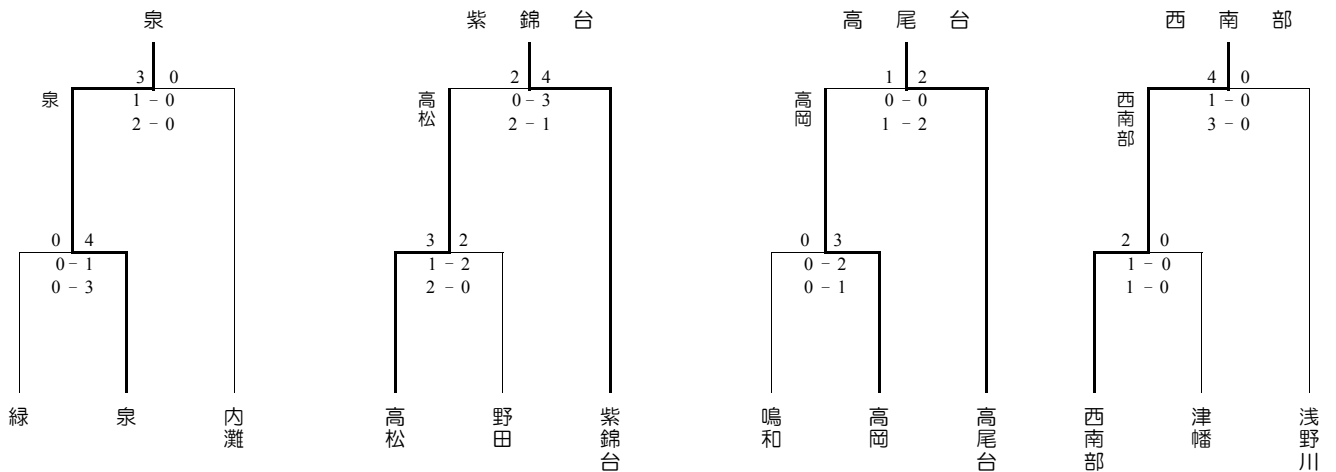 泉 紫錦台 高尾台 西南部
3 0 2 4 1 2 4 0
泉 1-0 高松 0-3 高岡 0-0 西南部 1-0
2-0 2-1 1-2 3-0
0 4 3 2 0 3 2 0
0-1 1-2 0-2 1-0
0-3 2-0 0-1 1-0
緑 泉 内灘 高松 野田 紫錦台 鳴和 高岡 高尾台 西南部 津幡 浅野川